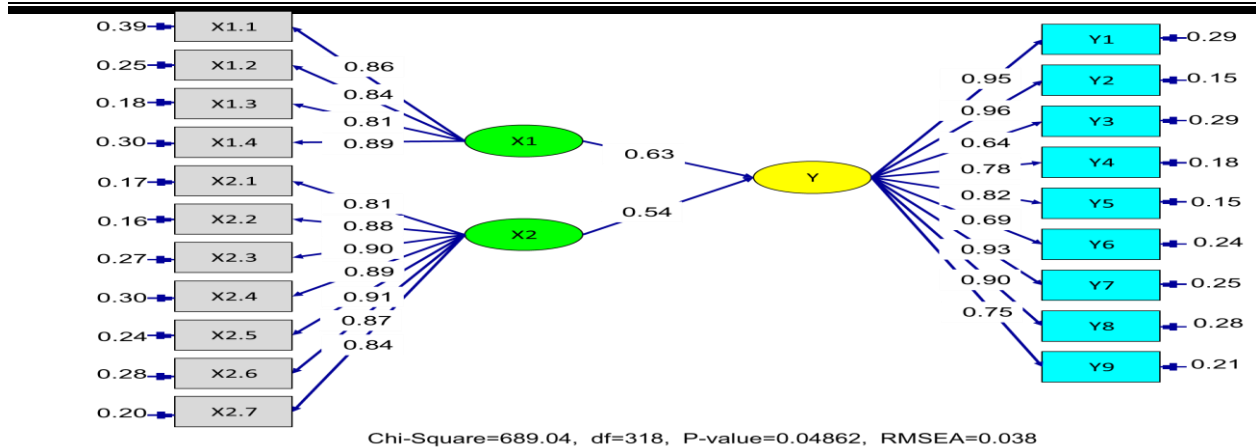 0.39 X1.1
0.25 X1.2
0.18 X1.3
0.30 X1.4
0.17 X2.1
0.16 X2.2
0.27 X2.3
0.30 X2.4
0.24 X2.5
0.28 X2.6
0.20 X2.7
0.86
0.84
0.81
0.89
0.81
0.88
0.90
0.89
0.91
0.87
0.84
X1
X2
0.63
0.54
Y
0.95
0.96
0.64
0.78
0.82
0.69
0.93
0.90
0.75
Y1 0.29
Y2 0.15
Y3 0.29
Y4 0.18
Y5 0.15
Y6 0.24
Y7 0.25
Y8 0.28
Y9 0.21
Chi-Square=689.04, df=318, P-value=0.04862, RMSEA=0.038